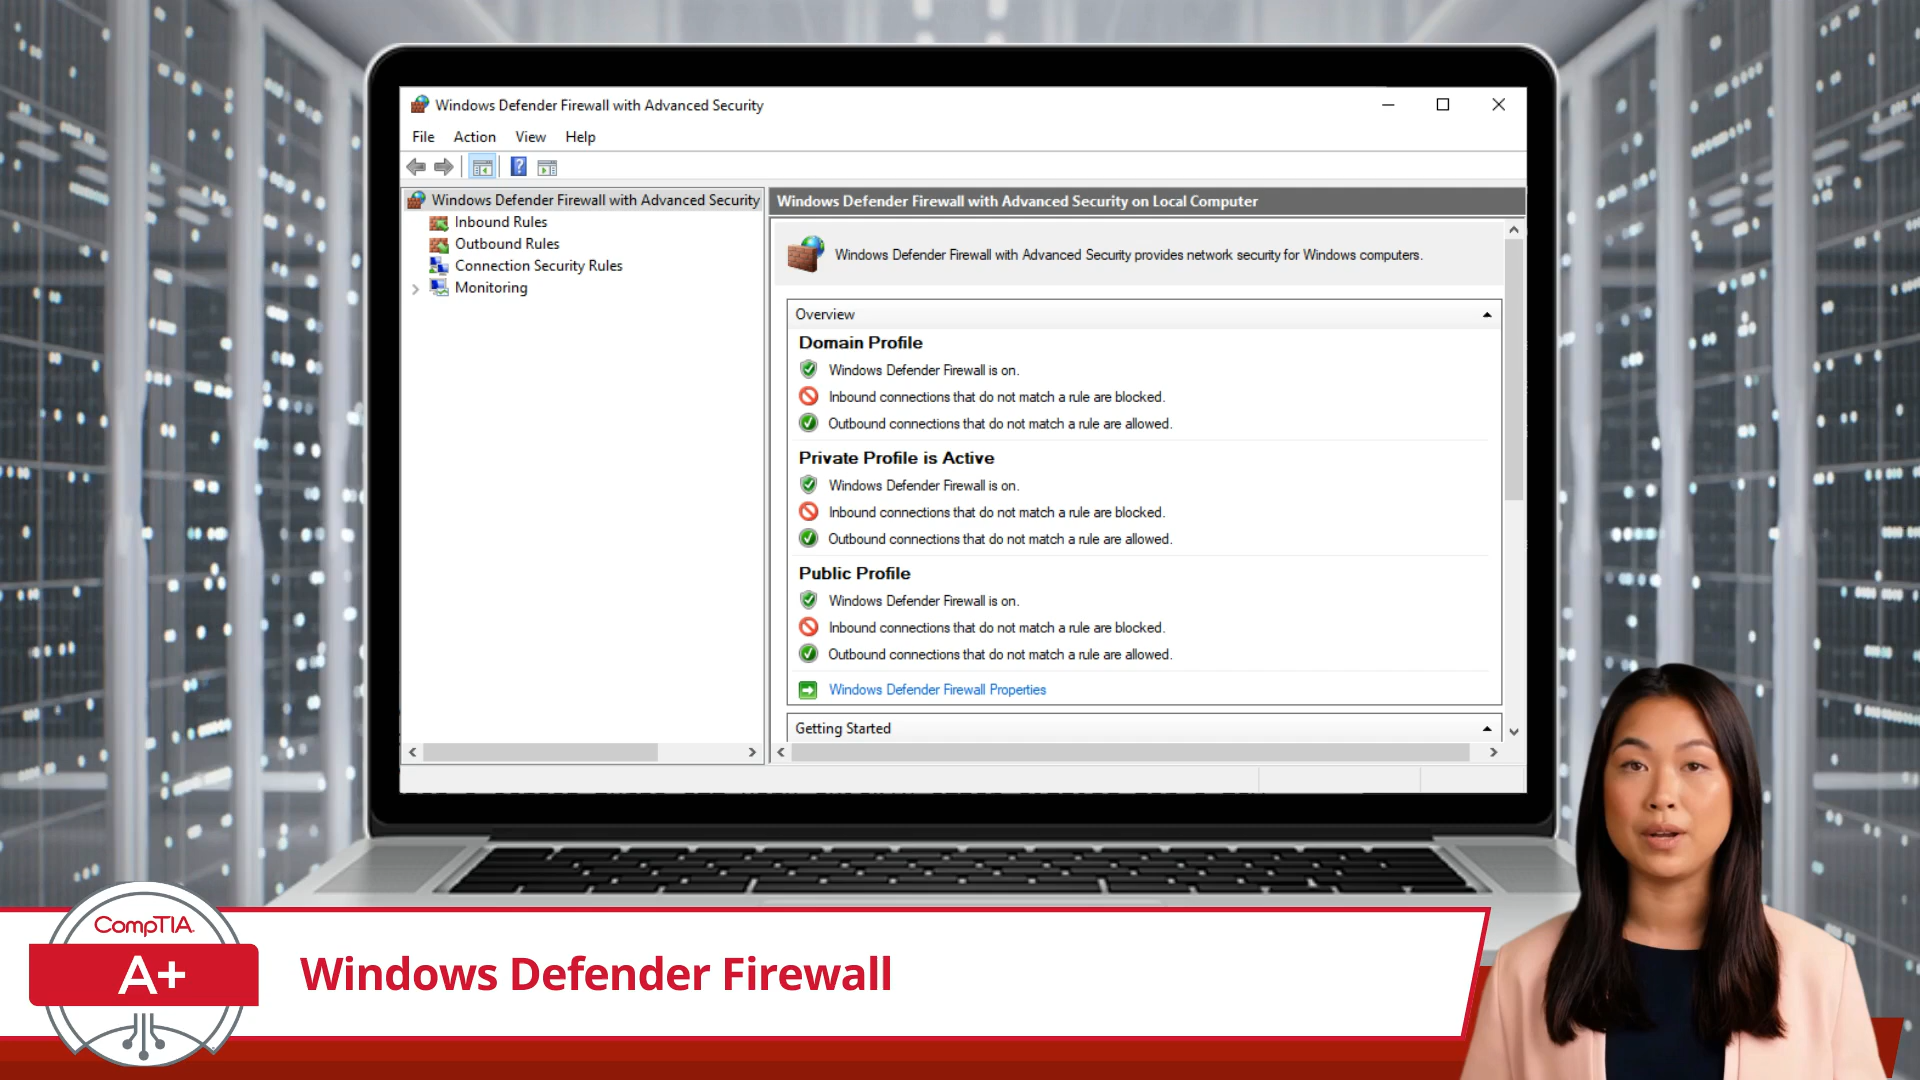 Windows Defender Firewall with Advanced Security
File Action View Help
Windows Defender Firewall with Advanced Security
Inbound Rules
Outbound Rules
Connection Security Rules
Monitoring
Windows Defender Firewall with Advanced Security on Local Computer
Windows Defender Firewall with Advanced Security provides network security for Windows computers.
Overview
Domain Profile
Windows Defender Firewall is on.
Inbound connections that do not match a rule are blocked.
Outbound connections that do not match a rule are allowed.
Private Profile is Active
Windows Defender Firewall is on.
Inbound connections that do not match a rule are blocked.
Outbound connections that do not match a rule are allowed.
Public Profile
Windows Defender Firewall is on.
Inbound connections that do not match a rule are blocked.
Outbound connections that do not match a rule are allowed.
Windows Defender Firewall Properties
Getting Started
CompTIA.
A+
Windows Defender Firewall